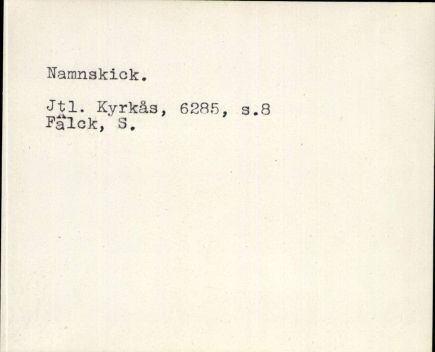 Namnskick.
Jtl. Kyrkås, 6285, s.8
Fålck, S.